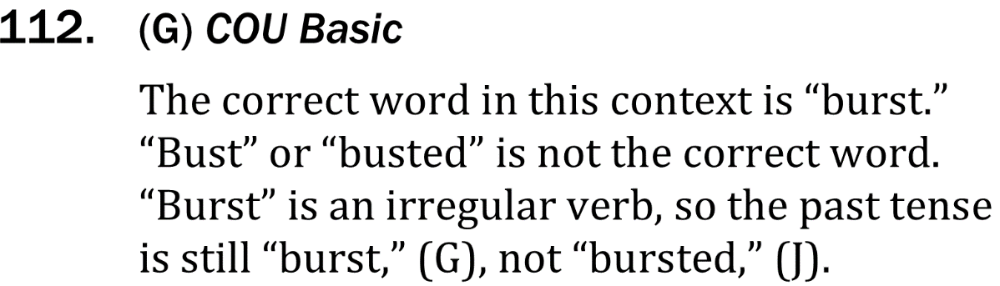 112. (G) COU Basic
The correct word in this context is “burst.”
“Bust” or “busted” is not the correct word.
“Burst” is an irregular verb, so the past tense
is still “burst,” (G), not “bursted,” (J).